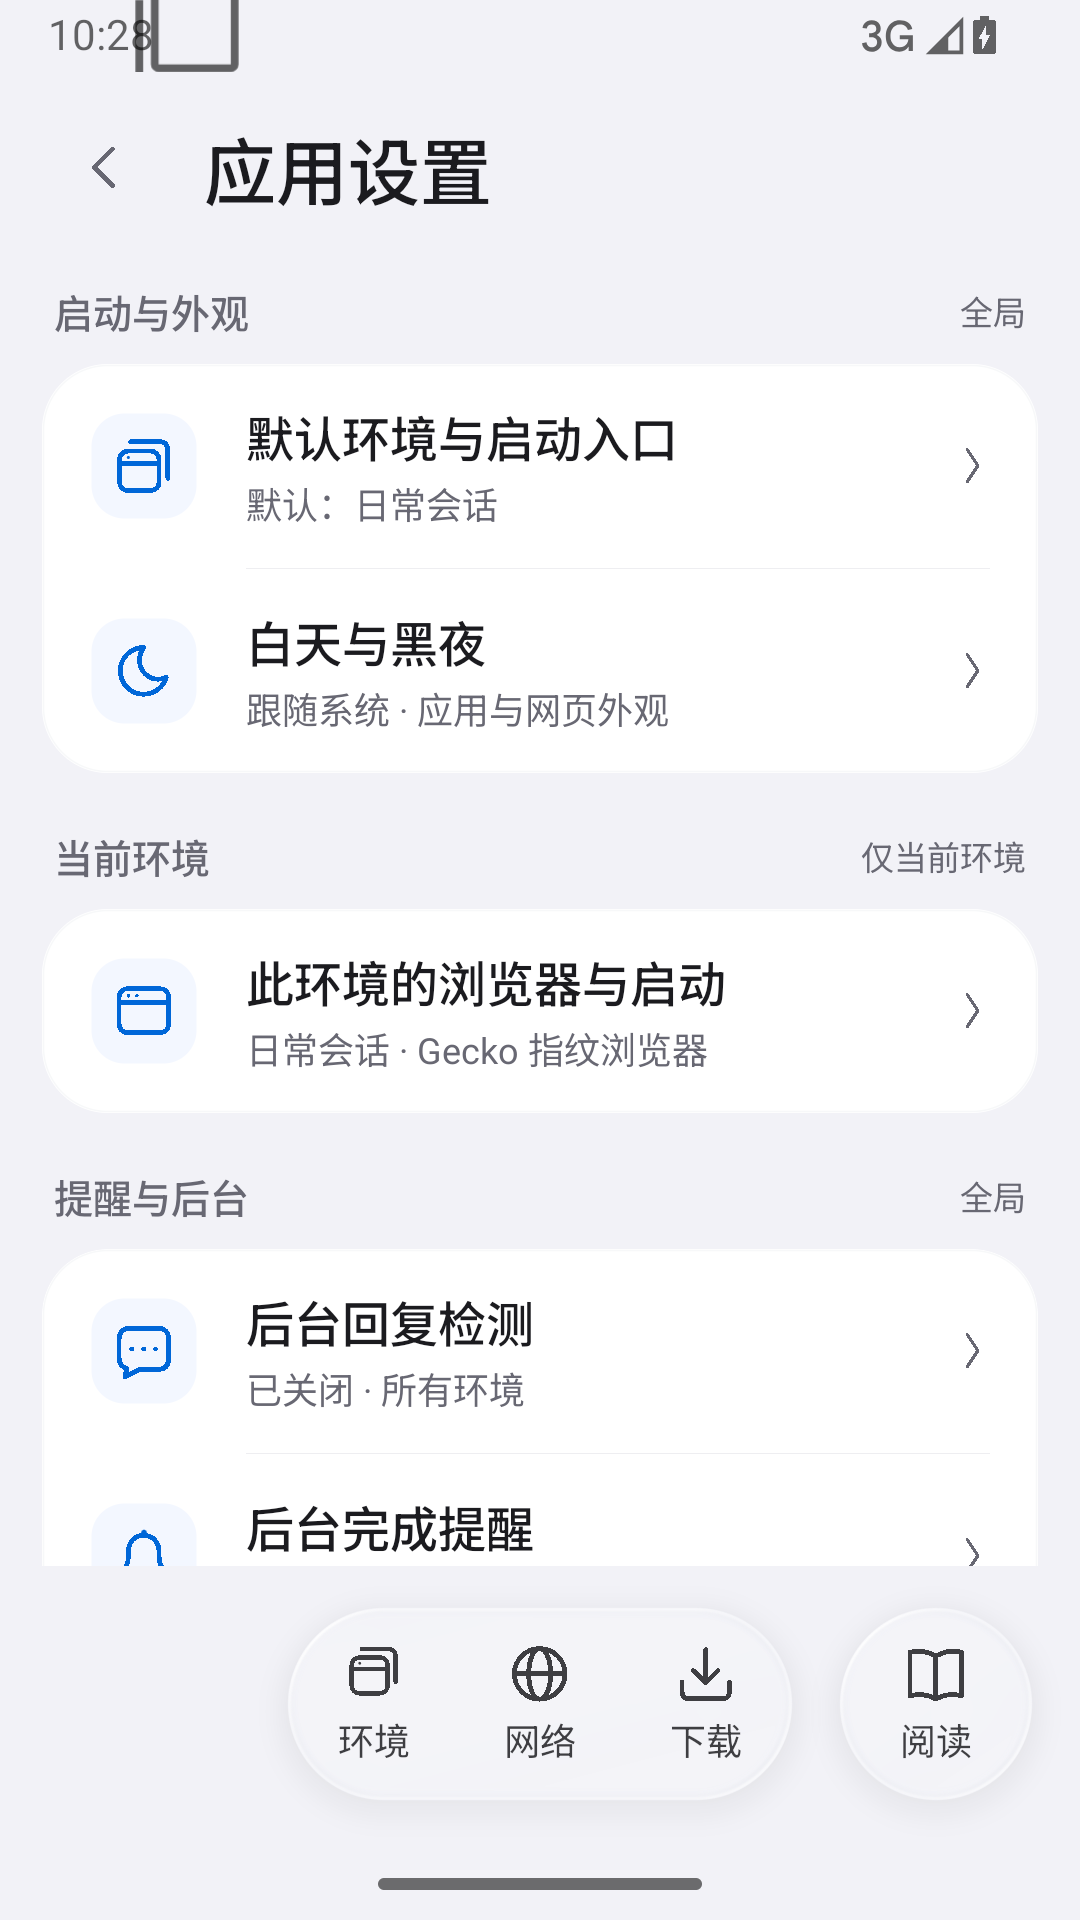 10:28
3G
应用设置
启动与外观
全局
默认环境与启动入口
默认：日常会话
白天与黑夜
跟随系统 · 应用与网页外观
当前环境
仅当前环境
此环境的浏览器与启动
日常会话 · Gecko 指纹浏览器
提醒与后台
全局
后台回复检测
已关闭 · 所有环境
后台完成提醒
环境
网络
下载
阅读